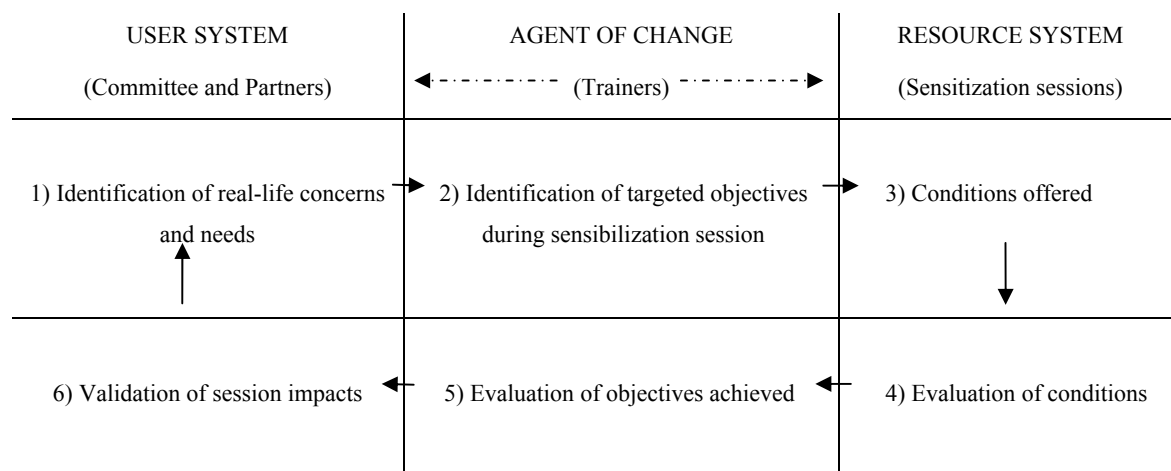 USER SYSTEM
(Committee and Partners)
AGENT OF CHANGE
(Trainers)
RESOURCE SYSTEM
(Sensitization sessions)
1) Identification of real-life concerns
and needs
2) Identification of targeted objectives
during sensibilization session
3) Conditions offered
6) Validation of session impacts
5) Evaluation of objectives achieved
4) Evaluation of conditions